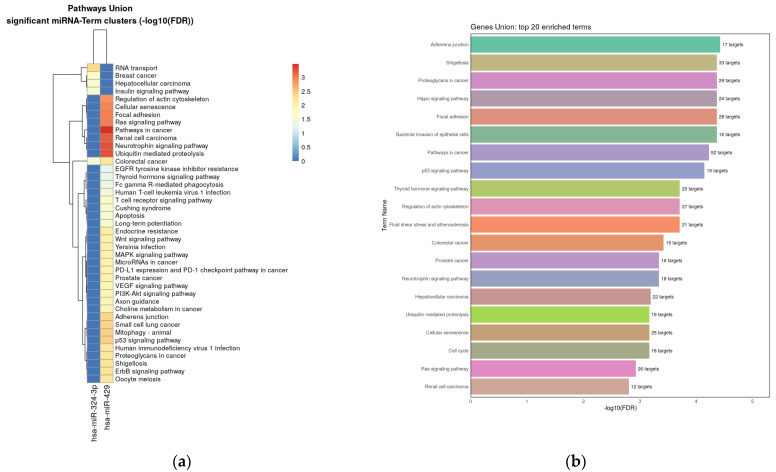 Pathways Union
significant miRNA-Term clusters (-log10(FDR))
RNA transport
Breast cancer
Hepatocellular carcinoma
Insulin signaling pathway
Regulation of actin cytoskeleton
Cellular senescence
Focal adhesion
Ras signaling pathway
Pathways in cancer
Renal cell carcinoma
Neurotrophin signaling pathway
Ubiquitin mediated proteolysis
Colorectal cancer
EGFR tyrosine kinase inhibitor resistance
Thyroid hormone signaling pathway
Fc gamma R-mediated phagocytosis
Human T-cell leukemia virus 1 infection
T cell receptor signaling pathway
Cushing syndrome
Apoptosis
Long-term potentiation
Endocrine resistance
Wnt signaling pathway
Yersinia infection
MAPK signaling pathway
MicroRNAs in cancer
PD-L1 expression and PD-1 checkpoint pathway in cancer
Prostate cancer
VEGF signaling pathway
PI3K-Akt signaling pathway
Axon guidance
Choline metabolism in cancer
Adherens junction
Small cell lung cancer
Mitophagy - animal
p53 signaling pathway
Human immunodeficiency virus 1 infection
Proteoglycans in cancer
Shigellosis
ErbB signaling pathway
Oocyte meiosis
hsa-miR-324-3p
hsa-miR-429
3
2.5
2
1.5
1
0.5
0
(a)
Genes Union: top 20 enriched terms
Term Name
Adherens junction
17 targets
Shigellosis
33 targets
Proteoglycans in cancer
29 targets
Hippo signaling pathway
24 targets
Focal adhesion
28 targets
Bacterial invasion of epithelial cells
16 targets
Pathways in cancer
52 targets
p53 signaling pathway
15 targets
Thyroid hormone signaling pathway
20 targets
Regulation of actin cytoskeleton
27 targets
Fluid shear stress and atherosclerosis
21 targets
Colorectal cancer
15 targets
Prostate cancer
16 targets
Neurotrophin signaling pathway
18 targets
Hepatocellular carcinoma
22 targets
Ubiquitin mediated proteolysis
19 targets
Cellular senescence
25 targets
Cell cycle
18 targets
Ras signaling pathway
26 targets
Renal cell carcinoma
12 targets
0
1
2
3
4
5
-log10(FDR)
(b)